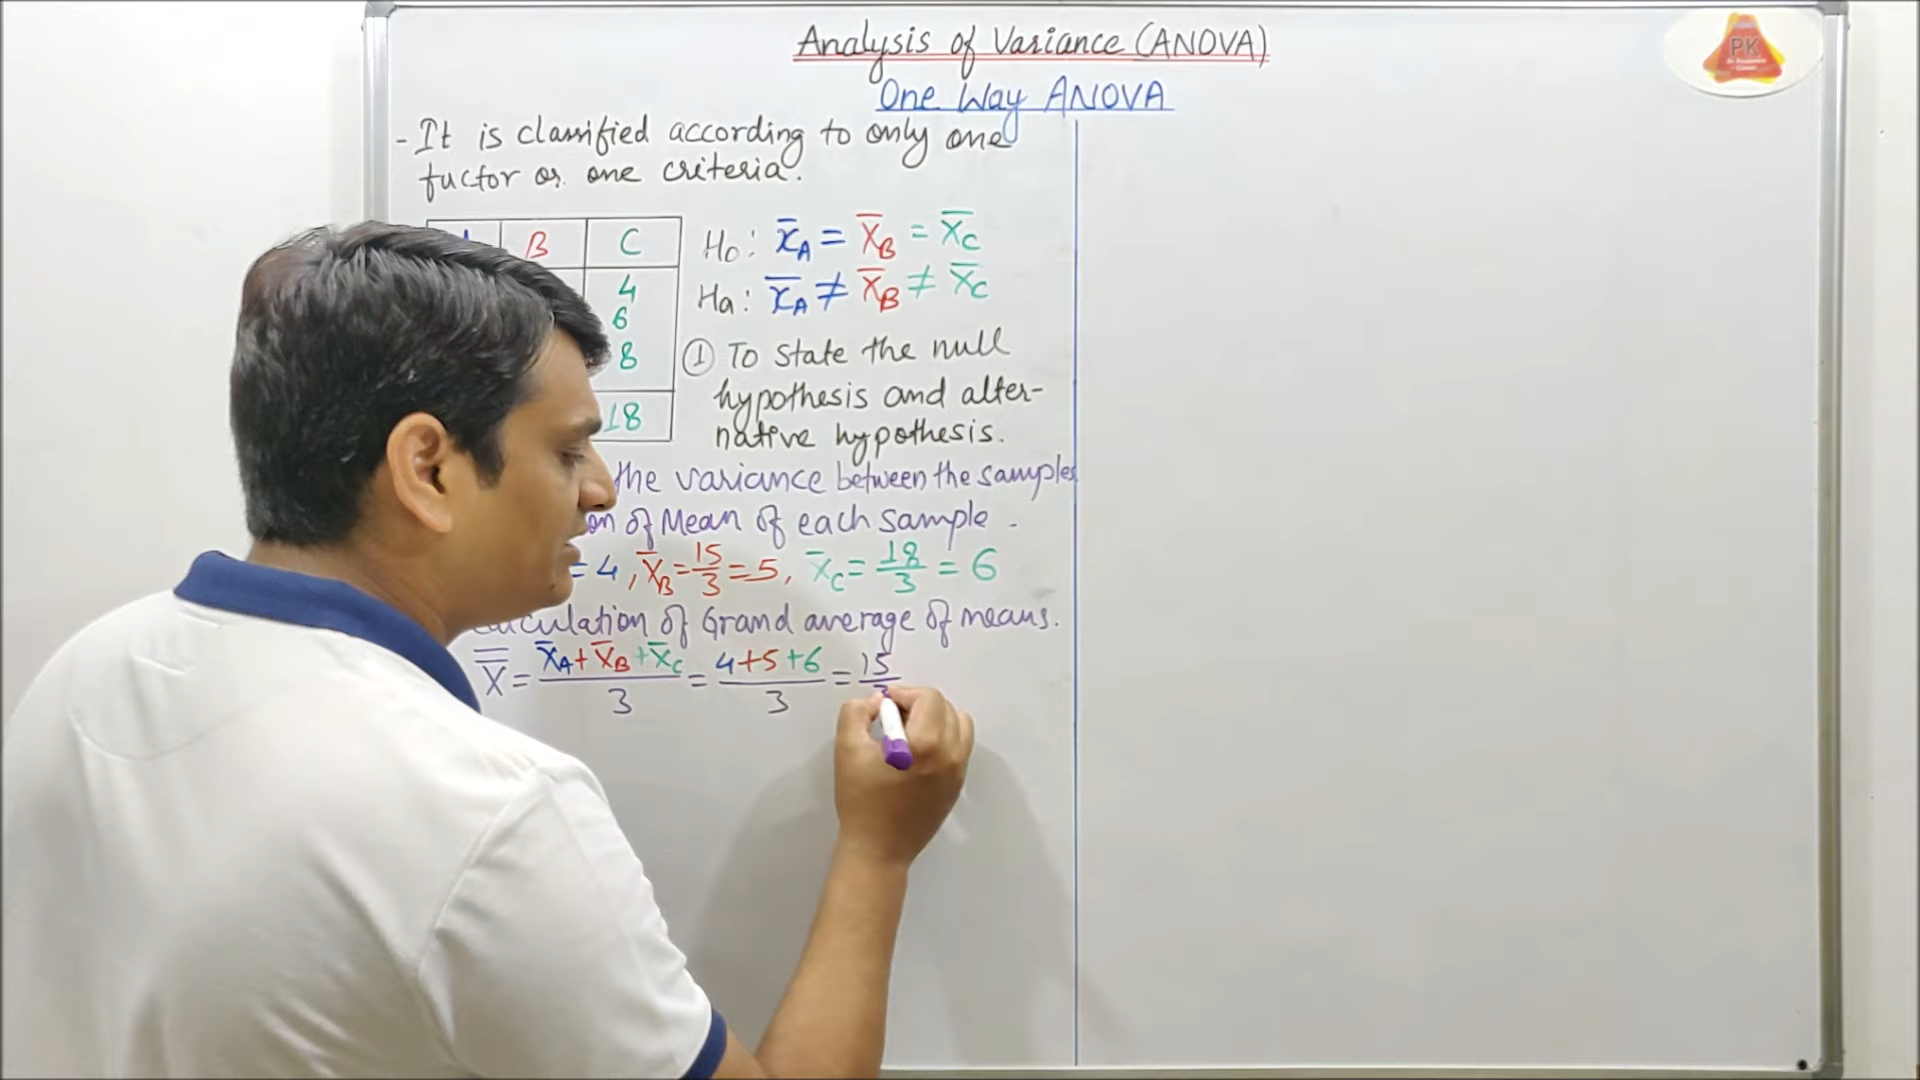 Analysis of Variance (ANOVA)
One Way ANOVA
PK
- It is classified according to only one
factor or one criteria.
B C
4
6
8
18
Ho: x̄A = X̄B = X̄C
Ha: x̄A ≠ X̄B ≠ X̄C
① To state the null
hypothesis and alter-
native hypothesis.
the variance between the samples
of Mean of each sample.
= 4, X̄B = 15/3 = 5, X̄C = 18/3 = 6
Calculation of Grand average of means.
X̿ = (X̄A + X̄B + X̄C)/3 = (4+5+6)/3 = 15/3